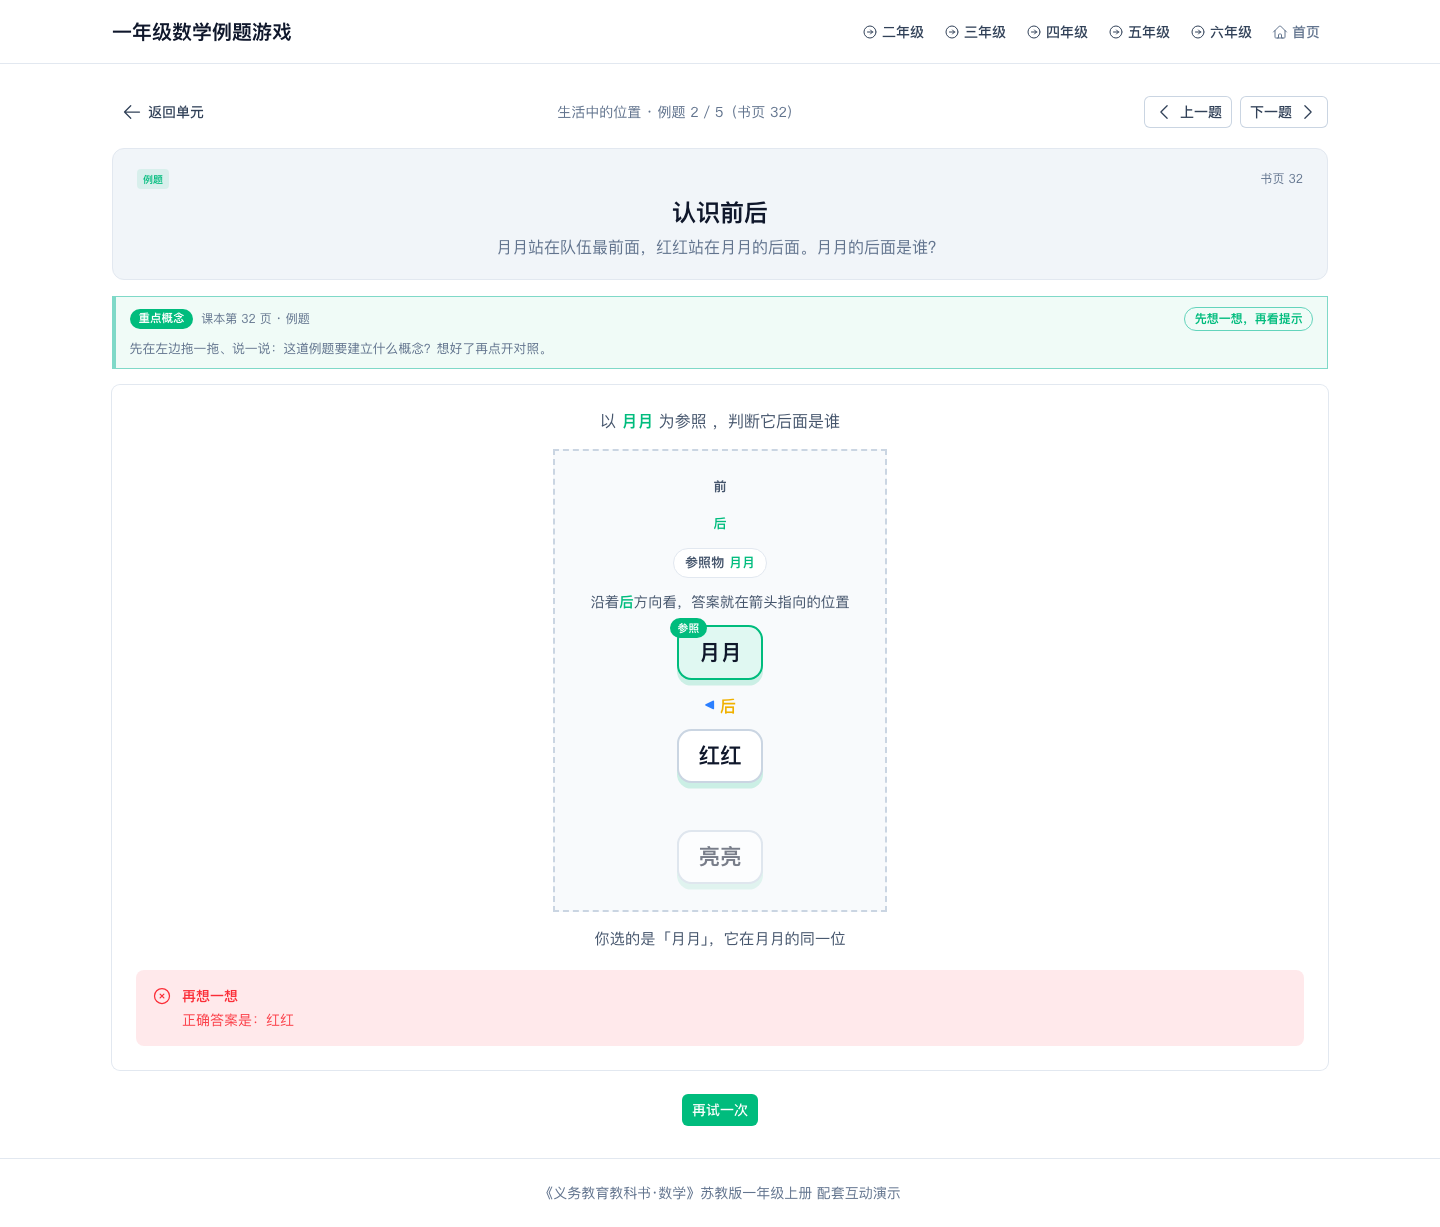 一年级数学例题游戏
二年级 三年级 四年级 五年级 六年级 首页
返回单元
生活中的位置 · 例题 2 / 5（书页 32）
上一题 下一题
例题
书页 32
认识前后
月月站在队伍最前面，红红站在月月的后面。月月的后面是谁？
重点概念 课本第 32 页 · 例题
先想一想，再看提示
先在左边拖一拖、说一说：这道例题要建立什么概念？想好了再点开对照。
以 月月 为参照 ，判断它后面是谁
前
后
参照物 月月
沿着后方向看，答案就在箭头指向的位置
参照
月月
后
红红
亮亮
你选的是「月月」，它在月月的同一位
再想一想
正确答案是：红红
再试一次
《义务教育教科书·数学》苏教版一年级上册 配套互动演示